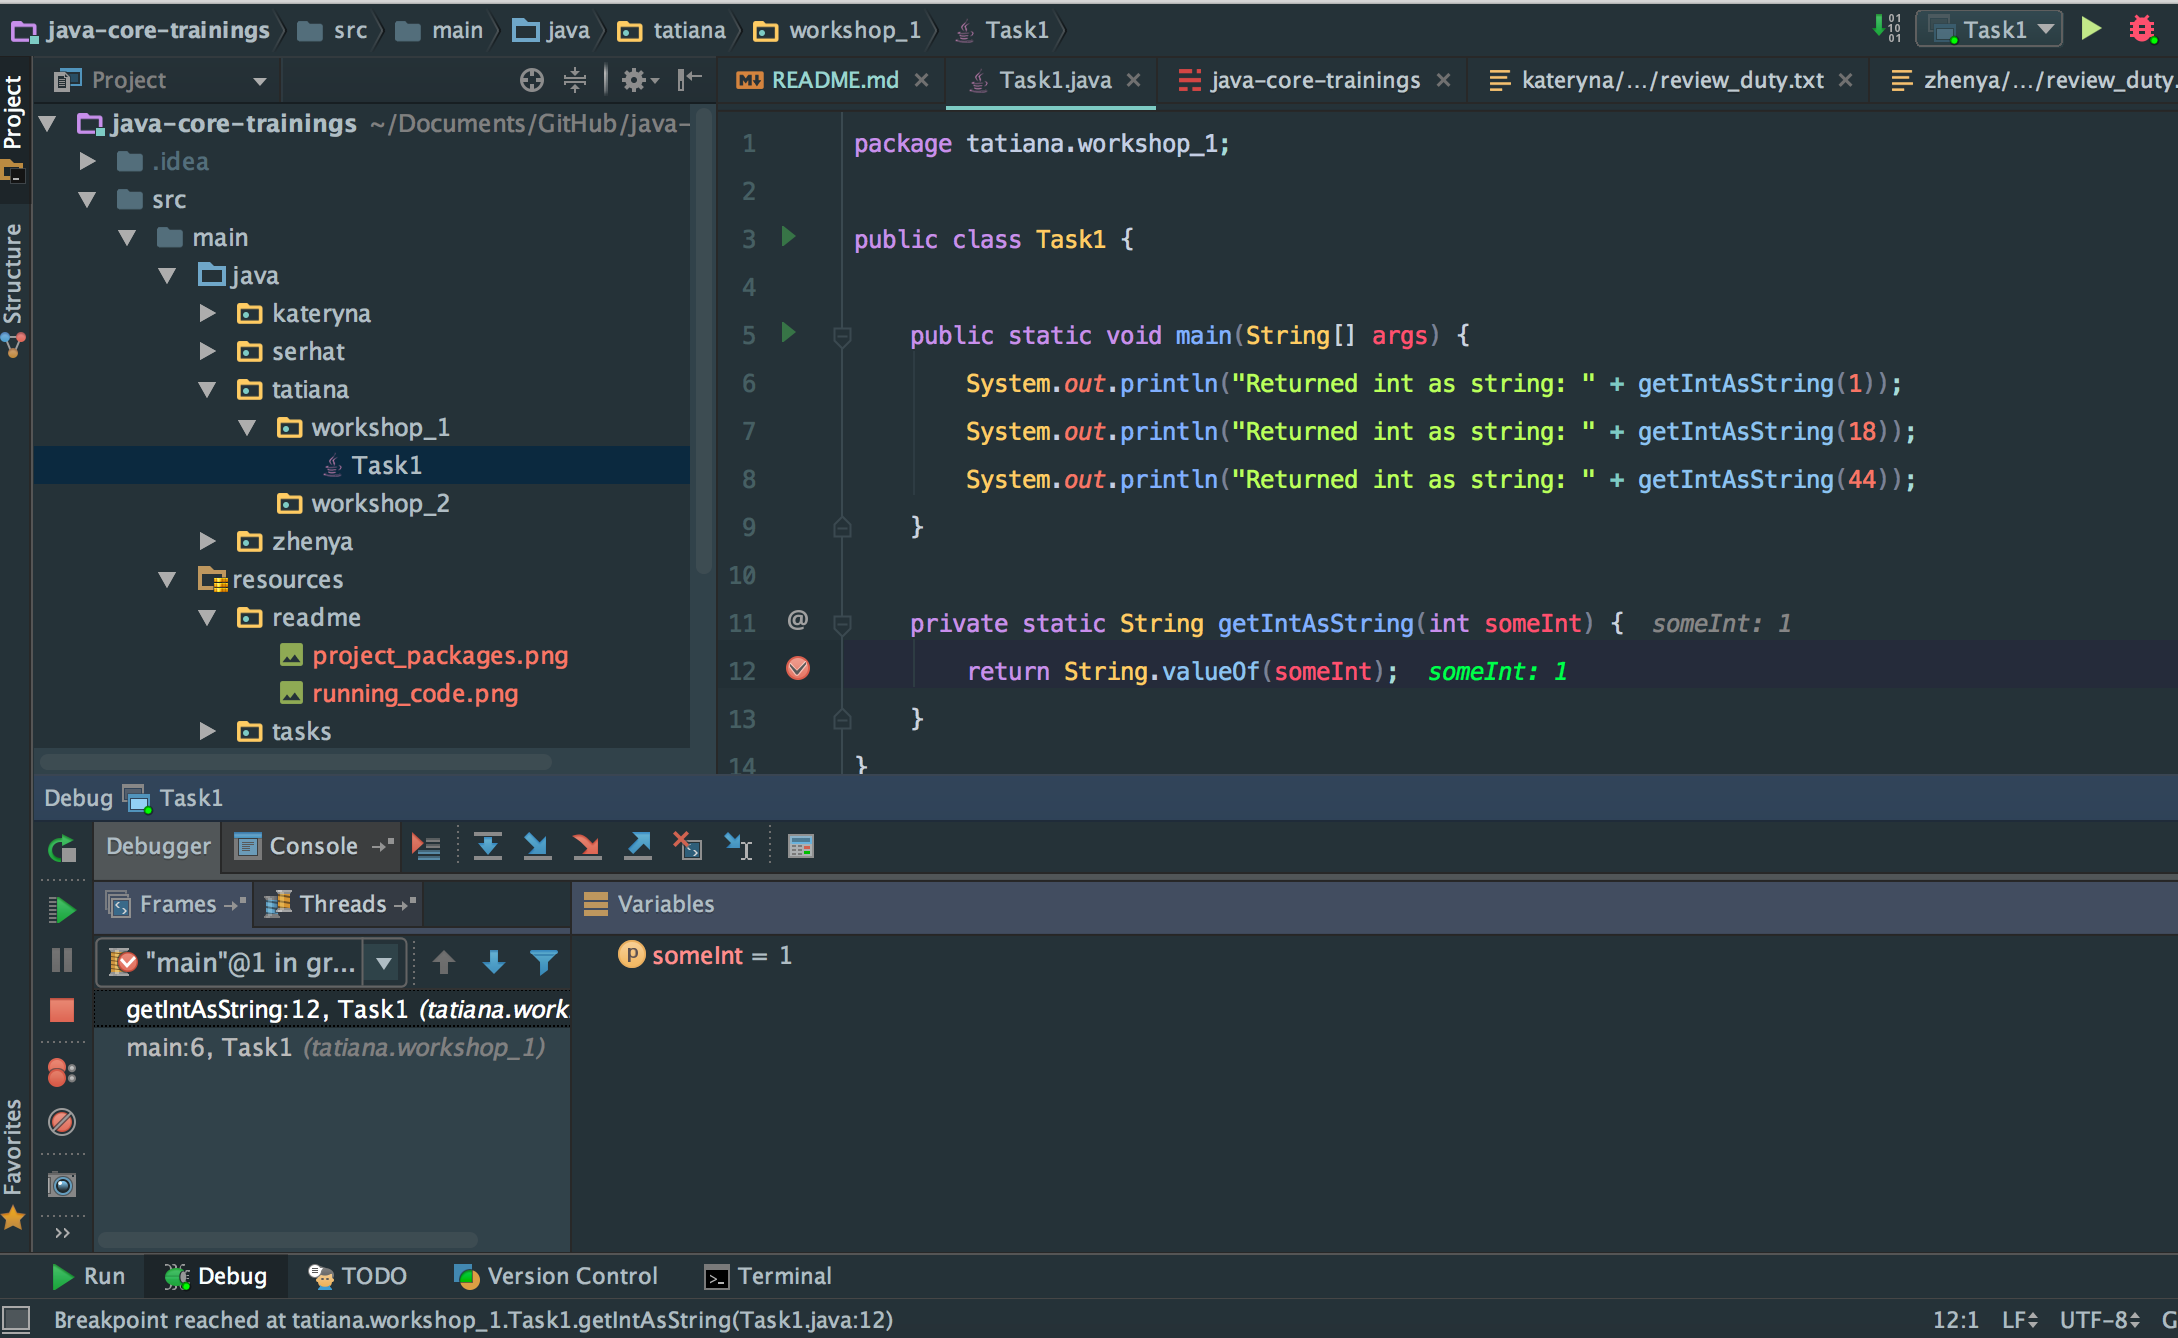 java-core-trainings src main java tatiana workshop_1 Task1
Task1
Project
README.md Task1.java java-core-trainings kateryna/.../review_duty.txt zhenya/.../review_duty.
Project
Structure
Favorites
java-core-trainings ~/Documents/GitHub/java-
.idea
src
main
java
kateryna
serhat
tatiana
workshop_1
Task1
workshop_2
zhenya
resources
readme
project_packages.png
running_code.png
tasks
1 package tatiana.workshop_1;
2
3 public class Task1 {
4
5 public static void main(String[] args) {
6 System.out.println("Returned int as string: " + getIntAsString(1));
7 System.out.println("Returned int as string: " + getIntAsString(18));
8 System.out.println("Returned int as string: " + getIntAsString(44));
9 }
10
11 @ private static String getIntAsString(int someInt) { someInt: 1
12 return String.valueOf(someInt); someInt: 1
13 }
14 }
Debug Task1
Debugger Console
Frames Threads Variables
"main"@1 in gr...
getIntAsString:12, Task1 (tatiana.work
main:6, Task1 (tatiana.workshop_1)
p someInt = 1
Run Debug TODO Version Control Terminal
Breakpoint reached at tatiana.workshop_1.Task1.getIntAsString(Task1.java:12)
12:1 LF UTF-8